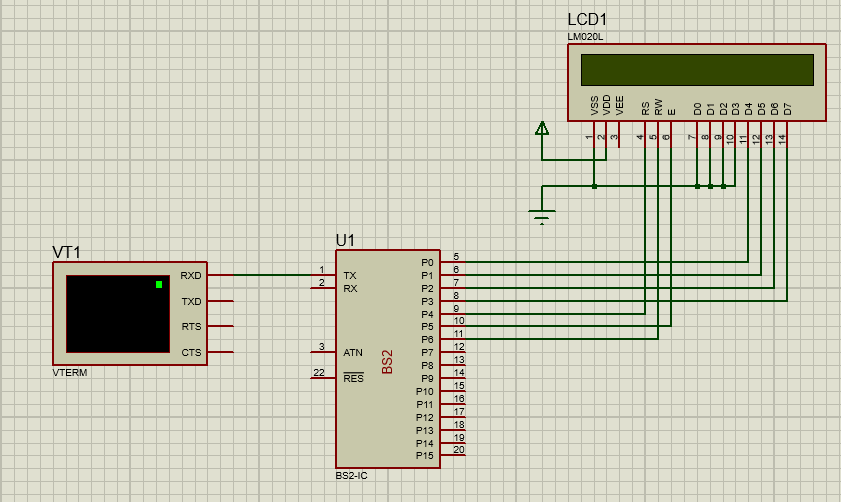 LCD1
LM020L
VSS
VDD
VEE
RS
RW
E
D0
D1
D2
D3
D4
D5
D6
D7
1
2
3
4
5
6
7
8
9
10
11
12
13
14
VT1
RXD
TXD
RTS
CTS
VTERM
U1
1 TX
2 RX
3 ATN
22 RES
BS2
P0 5
P1 6
P2 7
P3 8
P4 9
P5 10
P6 11
P7 12
P8 13
P9 14
P10 15
P11 16
P12 17
P13 18
P14 19
P15 20
BS2-IC